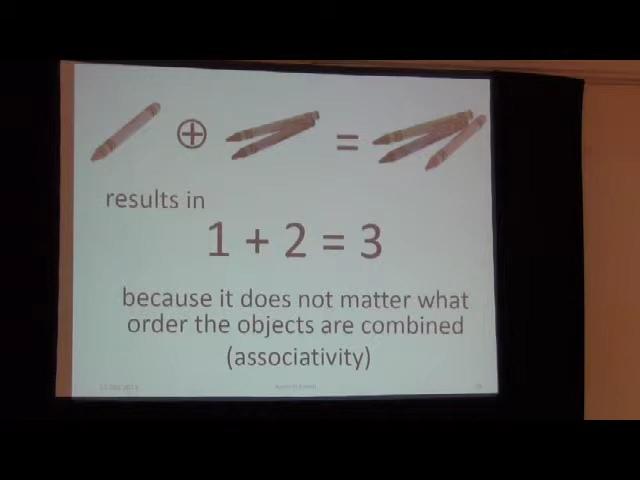 ⊕ =
results in
1 + 2 = 3
because it does not matter what
order the objects are combined
(associativity)